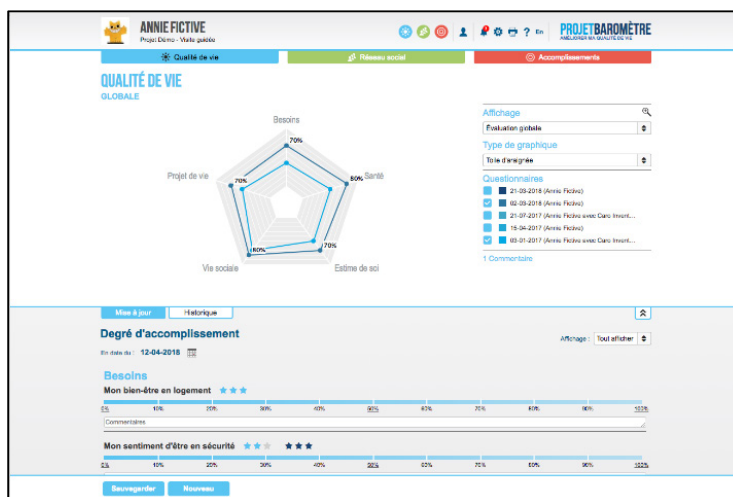 ANNIE FICTIVE
Projet Démo - Visite guidée
? En
PROJETBAROMÈTRE
AMÉLIORER MA QUALITÉ DE VIE
Qualité de vie
Réseau social
Accomplissements
QUALITÉ DE VIE
GLOBALE
Besoins
70%
Projet de vie
70%
80%
Santé
80%
70%
Vie sociale
Estime de soi
Affichage
Évaluation globale
Type de graphique
Toile d'araignée
Questionnaires
21-03-2018 (Annie Fictive)
02-03-2018 (Annie Fictive)
21-07-2017 (Annie Fictive avec Caro Invent...
15-04-2017 (Annie Fictive)
03-01-2017 (Annie Fictive avec Caro Invent...
1 Commentaire
Mise à jour
Historique
Degré d'accomplissement
Affichage : Tout afficher
En date du : 12-04-2018
Besoins
Mon bien-être en logement
0% 10% 20% 30% 40% 50% 60% 70% 80% 90% 100%
Commentaires
Mon sentiment d'être en sécurité
0% 10% 20% 30% 40% 50% 60% 70% 80% 90% 100%
Sauvegarder
Nouveau